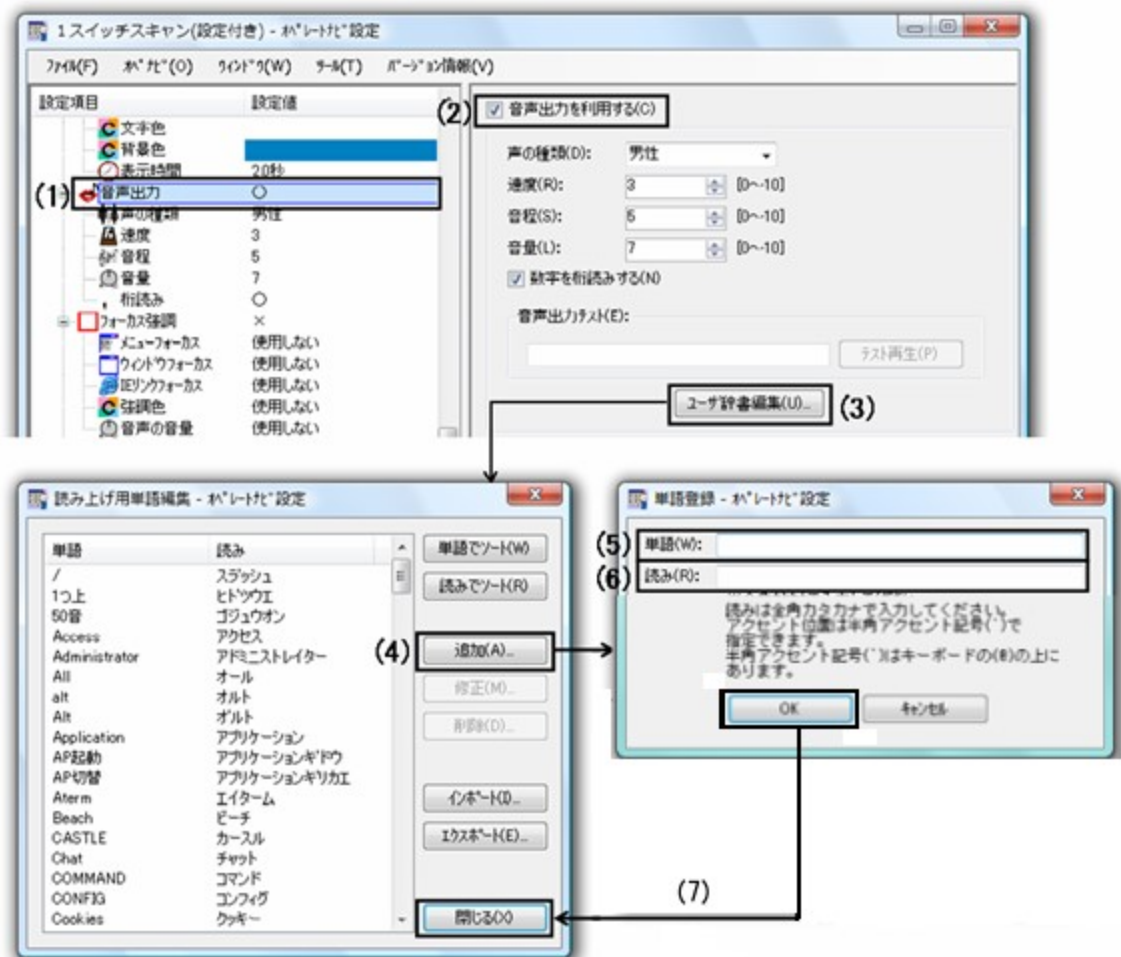 1スイッチスキャン(設定付き) - ｵﾍﾟﾚｰﾄﾅﾋﾞ設定
ﾌｧｲﾙ(F) ｵﾍﾟﾅﾋﾞ(O) ｳｨﾝﾄﾞｳ(W) ﾂｰﾙ(T) ﾊﾞｰｼﾞｮﾝ情報(V)
設定項目 設定値
文字色
背景色
表示時間 20秒
(1) 音声出力 ○
声の種類 男性
速度 3
音程 5
音量 7
桁読み ○
ﾌｫｰｶｽ強調 ×
ﾒﾆｭｰﾌｫｰｶｽ 使用しない
ｳｨﾝﾄﾞｳﾌｫｰｶｽ 使用しない
IEﾘﾝｸﾌｫｰｶｽ 使用しない
強調色 使用しない
音声の音量 使用しない
(2) 音声出力を利用する(C)
声の種類(D): 男性
速度(R): 3 [0～10]
音程(S): 5 [0～10]
音量(L): 7 [0～10]
数字を桁読みする(N)
音声出力ﾃｽﾄ(E):
ﾃｽﾄ再生(P)
ﾕｰｻﾞ辞書編集(U)... (3)
読み上げ用単語編集 - ｵﾍﾟﾚｰﾄﾅﾋﾞ設定
単語 読み
/ スラッシュ
1つ上 ヒトツウエ
50音 ゴジュウオン
Access アクセス
Administrator アドミニストレイター
All オール
alt オルト
Alt オルト
Application アプリケーション
AP起動 アプリケーションキドウ
AP切替 アプリケーションキリカエ
Aterm エイターム
Beach ビーチ
CASTLE カースル
Chat チャット
COMMAND コマンド
CONFIG コンフィグ
Cookies クッキー
単語でｿｰﾄ(W)
読みでｿｰﾄ(R)
(4) 追加(A)...
修正(M)...
削除(D)...
ｲﾝﾎﾟｰﾄ(I)...
ｴｸｽﾎﾟｰﾄ(E)...
閉じる(X)
単語登録 - ｵﾍﾟﾚｰﾄﾅﾋﾞ設定
(5) 単語(W):
(6) 読み(R):
読みは全角カタカナで入力してください。
アクセント位置は半角アクセント記号(')で
指定できます。
半角アクセント記号(')はキーボードの(8)の上に
あります。
OK ｷｬﾝｾﾙ
(7)